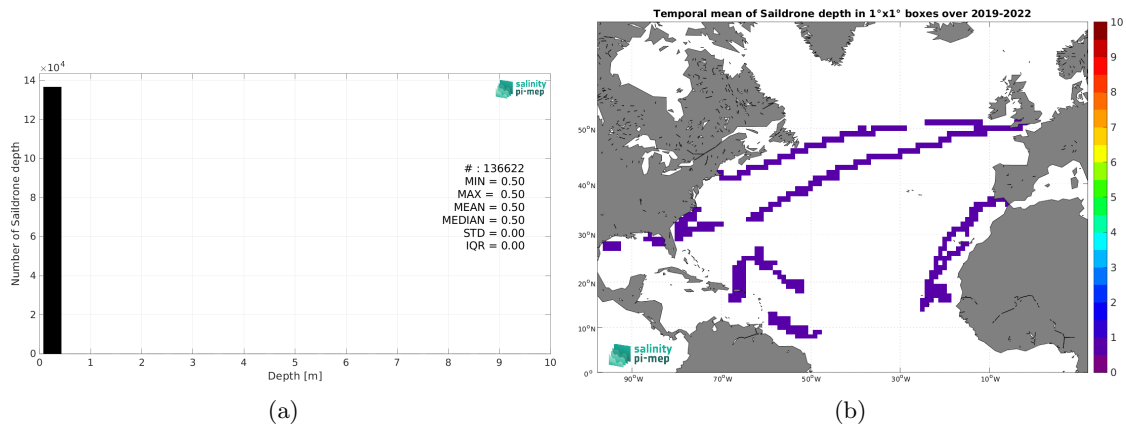 ×10⁴
14
12
10
8
6
4
2
0
Number of Saildrone depth
salinity
pi-mep
# : 136622
MIN = 0.50
MAX = 0.50
MEAN = 0.50
MEDIAN = 0.50
STD = 0.00
IQR = 0.00
0 1 2 3 4 5 6 7 8 9 10
Depth [m]
(a)
Temporal mean of Saildrone depth in 1°x1° boxes over 2019-2022
50°N
40°N
30°N
20°N
10°N
0°
90°W 70°W 50°W 30°W 10°W
salinity
pi-mep
10
9
8
7
6
5
4
3
2
1
0
(b)